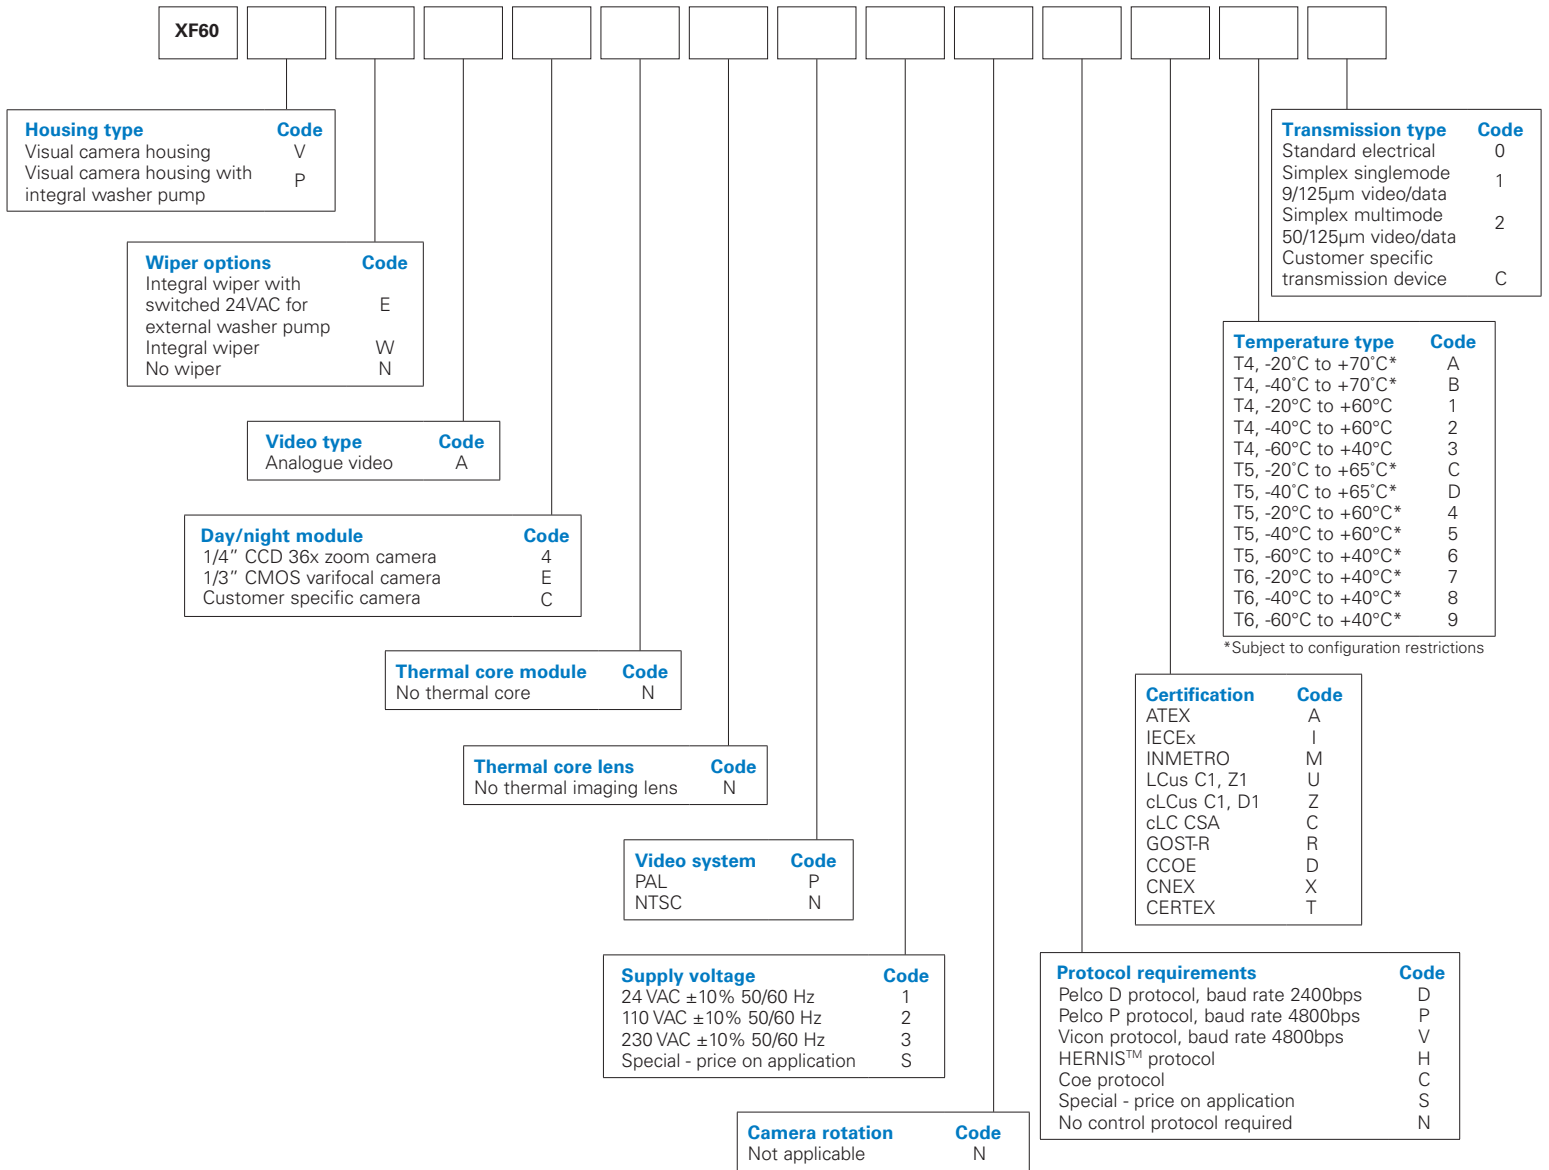 XF60
Housing type Code
Visual camera housing V
Visual camera housing with
integral washer pump P
Wiper options Code
Integral wiper with
switched 24VAC for E
external washer pump
Integral wiper W
No wiper N
Video type Code
Analogue video A
Day/night module Code
1/4” CCD 36x zoom camera 4
1/3” CMOS varifocal camera E
Customer specific camera C
Thermal core module Code
No thermal core N
Thermal core lens Code
No thermal imaging lens N
Video system Code
PAL P
NTSC N
Supply voltage Code
24 VAC ±10% 50/60 Hz 1
110 VAC ±10% 50/60 Hz 2
230 VAC ±10% 50/60 Hz 3
Special - price on application S
Camera rotation Code
Not applicable N
Protocol requirements Code
Pelco D protocol, baud rate 2400bps D
Pelco P protocol, baud rate 4800bps P
Vicon protocol, baud rate 4800bps V
HERNIS™ protocol H
Coe protocol C
Special - price on application S
No control protocol required N
Certification Code
ATEX A
IECEx I
INMETRO M
LCus C1, Z1 U
cLCus C1, D1 Z
cLC CSA C
GOST-R R
CCOE D
CNEX X
CERTEX T
Temperature type Code
T4, -20˚C to +70˚C* A
T4, -40˚C to +70˚C* B
T4, -20°C to +60°C 1
T4, -40°C to +60°C 2
T4, -60°C to +40°C 3
T5, -20˚C to +65˚C* C
T5, -40˚C to +65˚C* D
T5, -20°C to +60°C* 4
T5, -40°C to +60°C* 5
T5, -60°C to +40°C* 6
T6, -20°C to +40°C* 7
T6, -40°C to +40°C* 8
T6, -60°C to +40°C* 9
*Subject to configuration restrictions
Transmission type Code
Standard electrical 0
Simplex singlemode
9/125µm video/data 1
Simplex multimode
50/125µm video/data 2
Customer specific
transmission device C